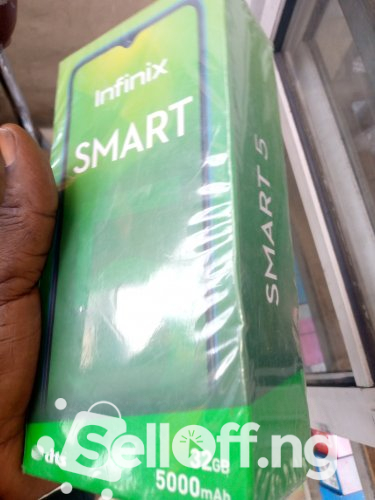 Infinix
SMART
SMART 5
32GB
5000mAh
SellOff.ng